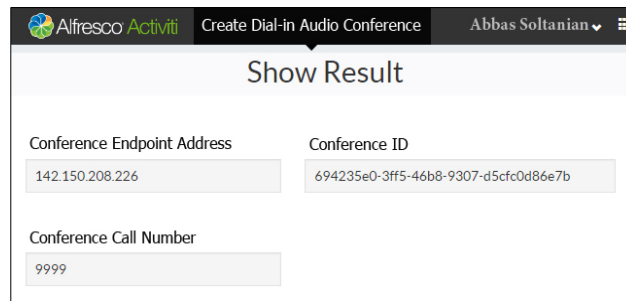 Alfresco Activiti Create Dial-in Audio Conference Abbas Soltanian
Show Result
Conference Endpoint Address Conference ID
142.150.208.226 694235e0-3ff5-46b8-9307-d5cfc0d86e7b
Conference Call Number
9999